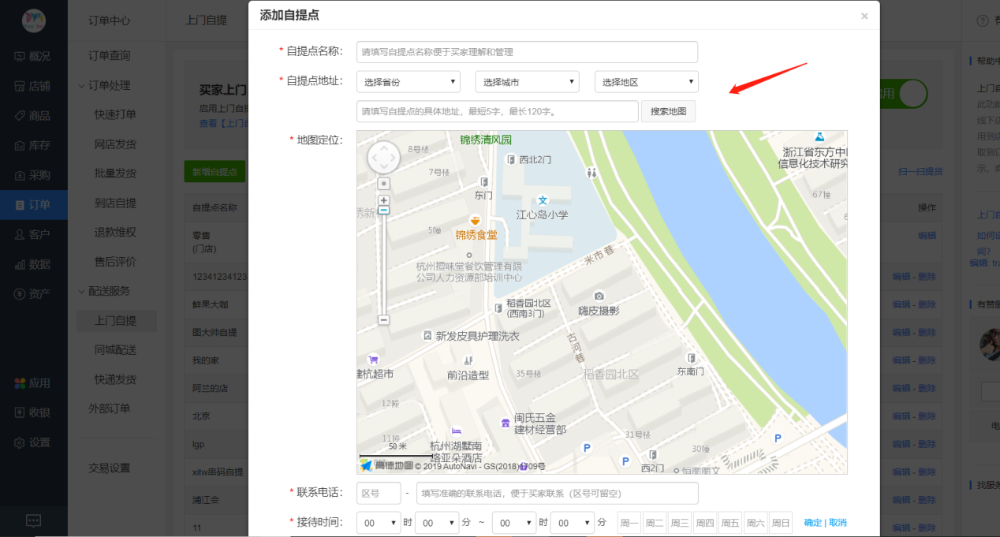 订单中心
上门自提
添加自提点
×
概况
店铺
商品
库存
采购
订单
客户
数据
资产
应用
收银
设置
订单查询
订单处理
快速打单
网店发货
批量发货
到店自提
退款维权
售后评价
配送服务
上门自提
同城配送
快递发货
外部订单
交易设置
买家上门
启用上门自提
查看【上门自
新增自提点
自提点名称
零售
(门店)
12341234123
鲜果大咖
图大帅自提
我的家
阿兰的店
北京
lgp
xitw串码自提
浦江会
11
* 自提点名称:
请填写自提点名称便于买家理解和管理
* 自提点地址:
选择省份
选择城市
选择地区
请填写自提点的具体地址，最短5字，最长120字。
搜索地图
* 地图定位:
锦绣清风园
8号楼
西北2门
7号楼
东门
江心岛小学
5幢
锦绣食堂
杭州擂味堂餐饮管理有限
公司人力资源部培训中心
米市巷
稻香园北区
(西南3门)
嗨皮摄影
新发皮具护理洗衣
古河巷
建杭超市
前沿造型
35号楼
稻香园北区
东南门
12幢
闽氏五金
建材经营部
11幢
31号楼
50 米
杭州湖墅南
路亚朵酒店
30幢
P
P
P
西2门
恒图图文
高德地图 © 2019 AutoNavi - GS(2018)1709号
浙江省东方中
信息化技术研究
67幢
* 联系电话:
区号
-
填写准确的联系电话，便于买家联系（区号可留空）
* 接待时间:
00 时 00 分 ~ 00 时 00 分
周一 周二 周三 周四 周五 周六 周日
确定 | 取消
用
扫一扫提货
操作
编辑
编辑 - 删除
编辑 - 删除
编辑 - 删除
编辑 - 删除
编辑 - 删除
编辑 - 删除
编辑 - 删除
编辑 - 删除
编辑 - 删除
编辑 - 删除
帮助中
上门自
此功能
线下店
用到店
取到订
示，商
上门自
如何设
间?
编辑: tra
有赞服
电
找服务